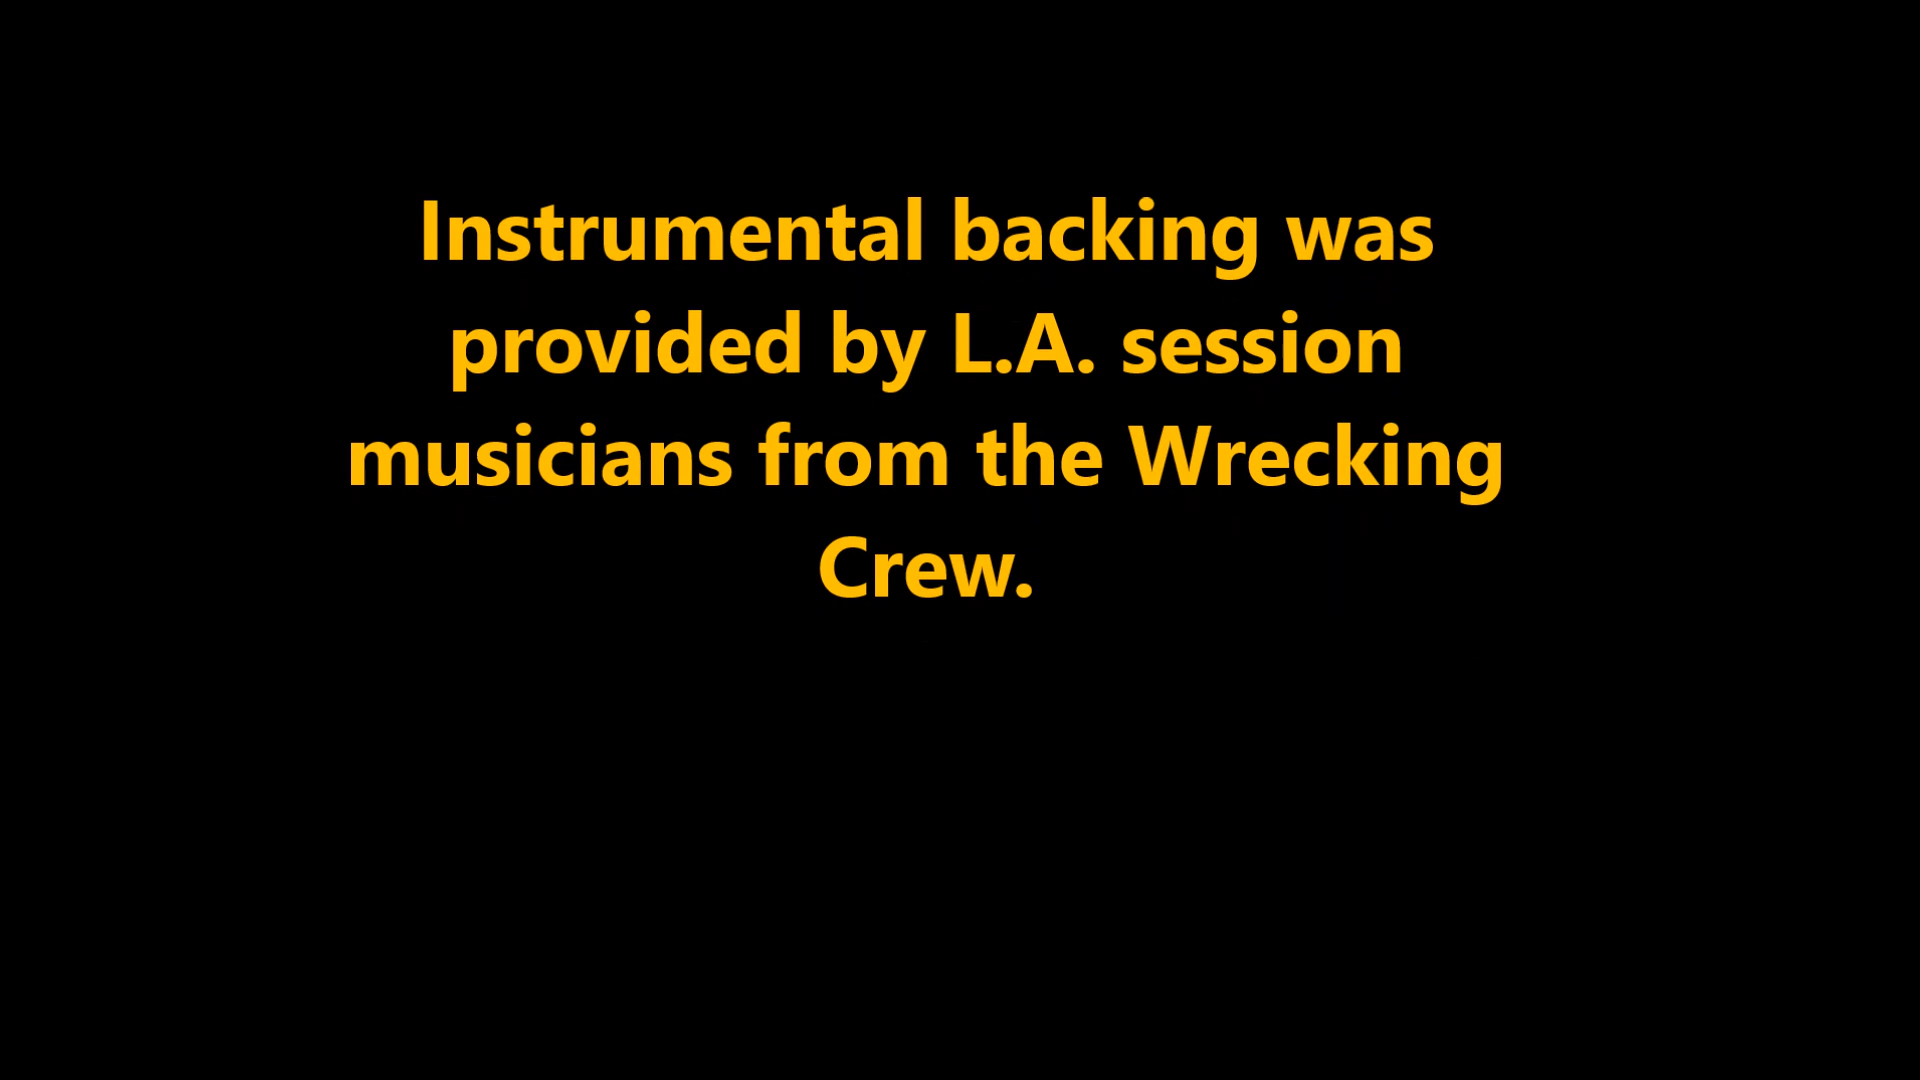 Instrumental backing was
provided by L.A. session
musicians from the Wrecking
Crew.